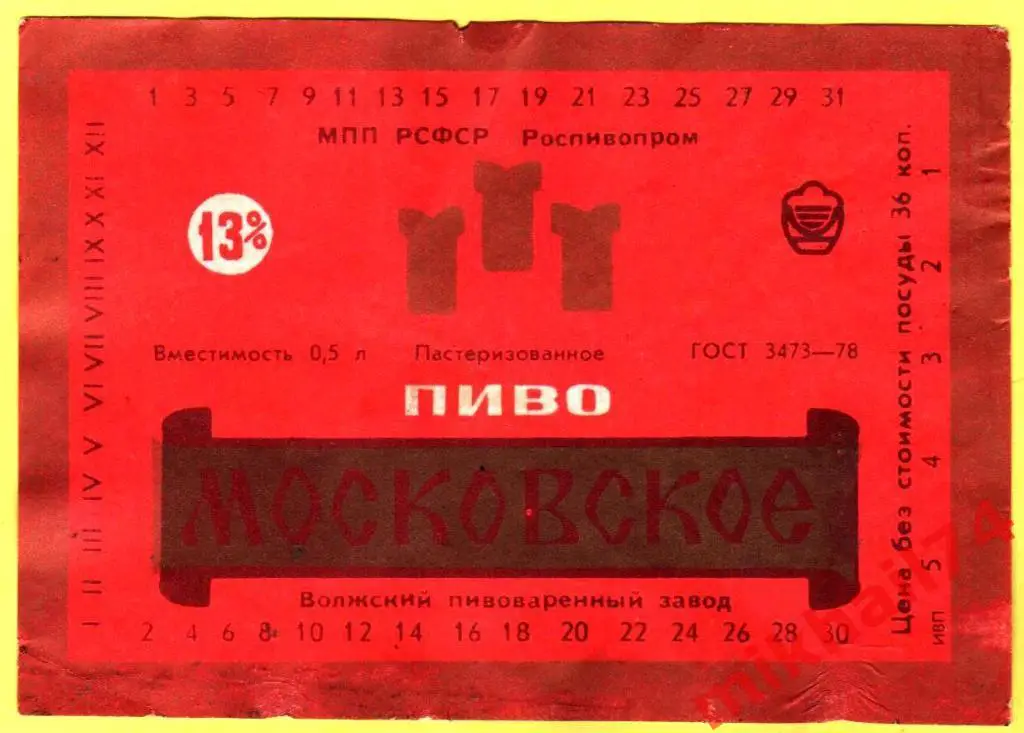 1 3 5 7 9 11 13 15 17 19 21 23 25 27 29 31
МПП РСФСР Роспивопром
13%
Вместимость 0,5 л Пастеризованное ГОСТ 3473—78
ПИВО
МОСКОВСКОЕ
Волжский пивоваренный завод
2 4 6 8 10 12 14 16 18 20 22 24 26 28 30
I II III IV V VI VII VIII IX X XI XII
Цена без стоимости посуды 36 коп.
ИВП 5 4 3 2 1
mikhail74